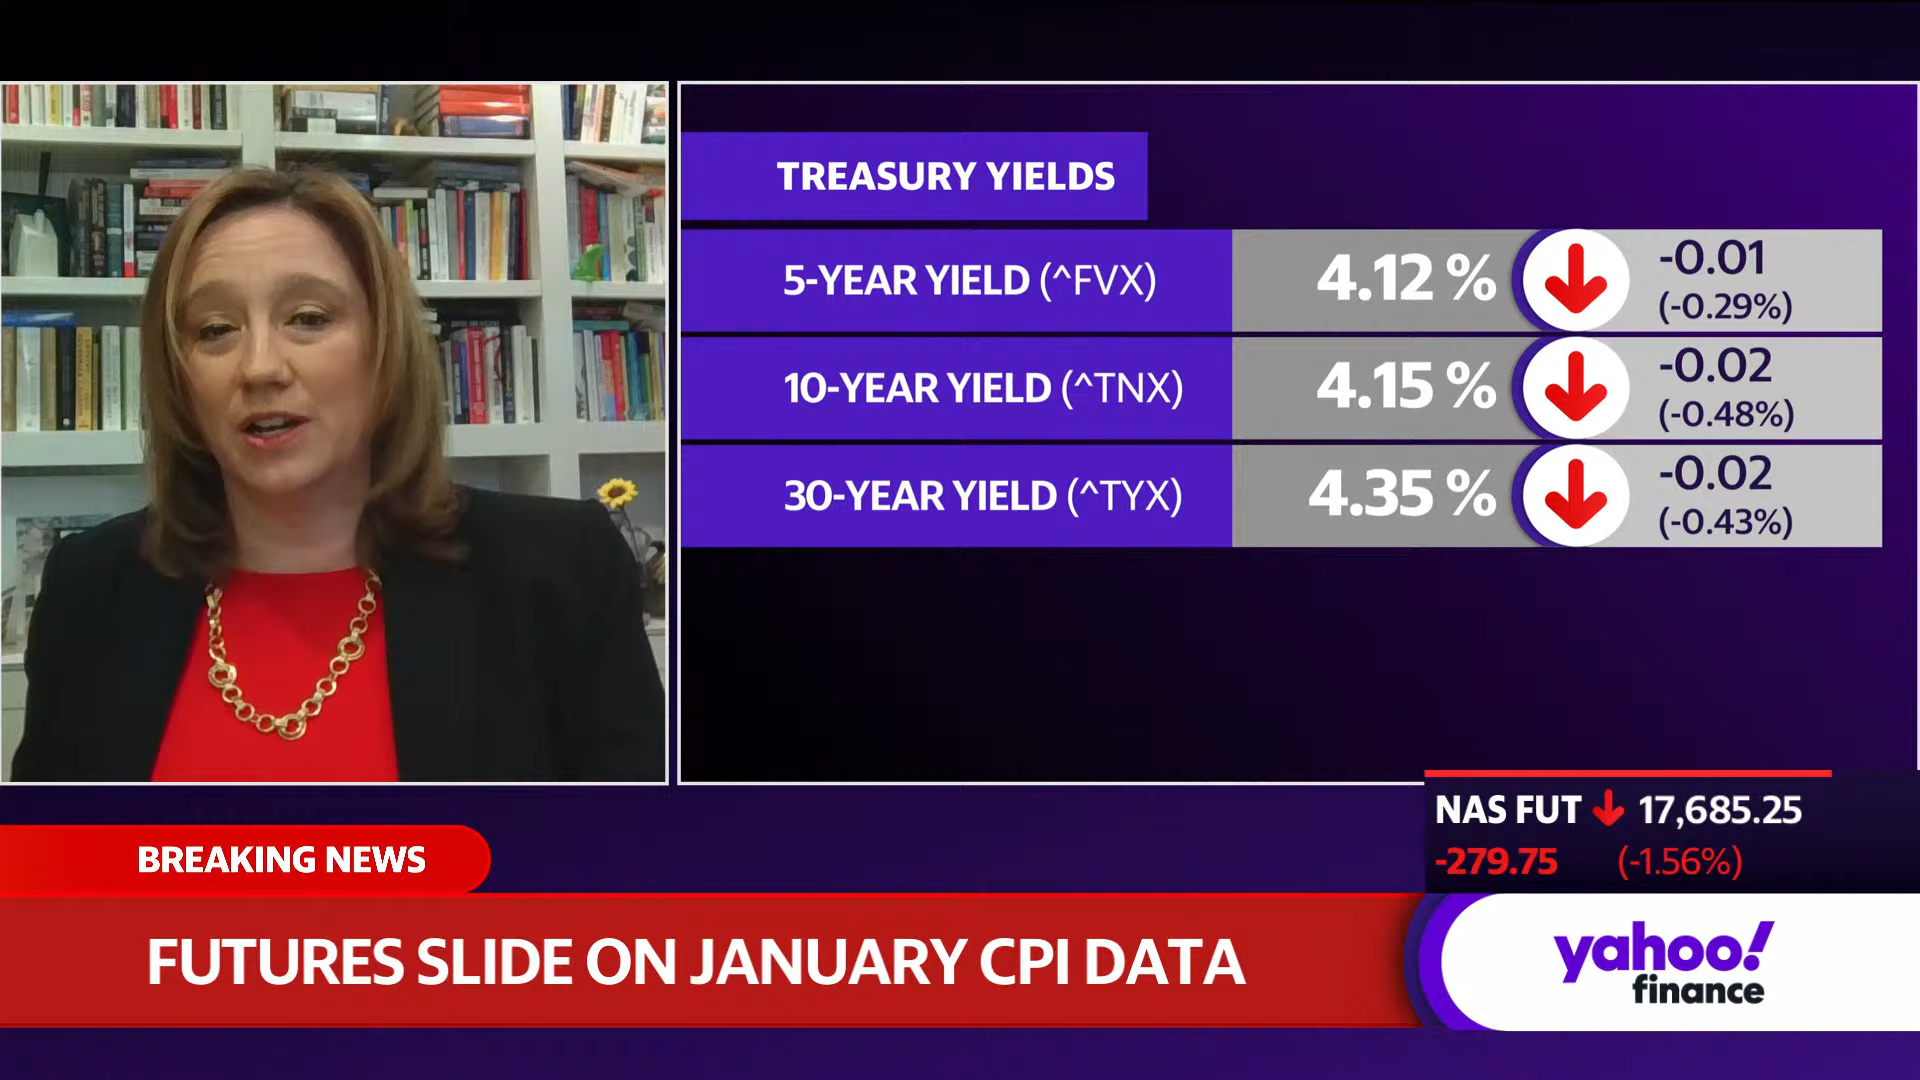 TREASURY YIELDS
5-YEAR YIELD (^FVX) 4.12 % -0.01
(-0.29%)
10-YEAR YIELD (^TNX) 4.15 % -0.02
(-0.48%)
30-YEAR YIELD (^TYX) 4.35 % -0.02
(-0.43%)
NAS FUT 17,685.25
-279.75 (-1.56%)
BREAKING NEWS
FUTURES SLIDE ON JANUARY CPI DATA
yahoo!
finance